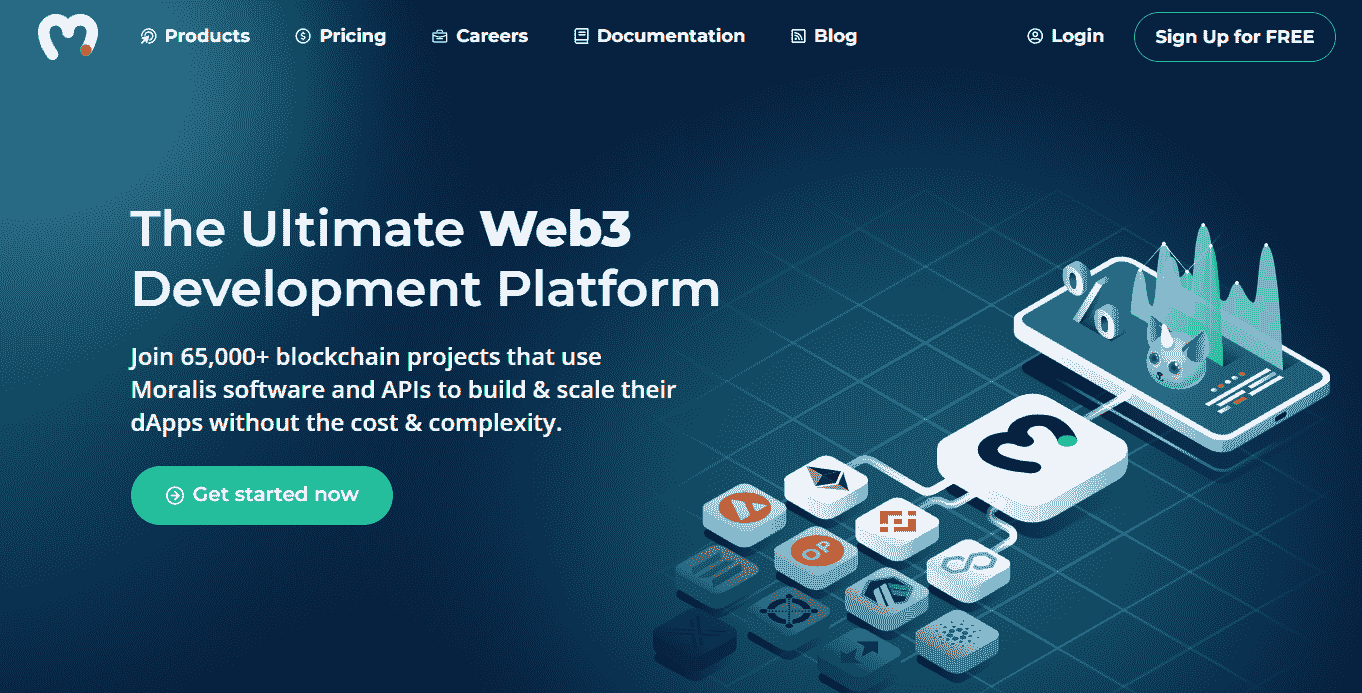 Products
Pricing
Careers
Documentation
Blog
Login
Sign Up for FREE
The Ultimate Web3
Development Platform
Join 65,000+ blockchain projects that use
Moralis software and APIs to build & scale their
dApps without the cost & complexity.
Get started now
%
OP